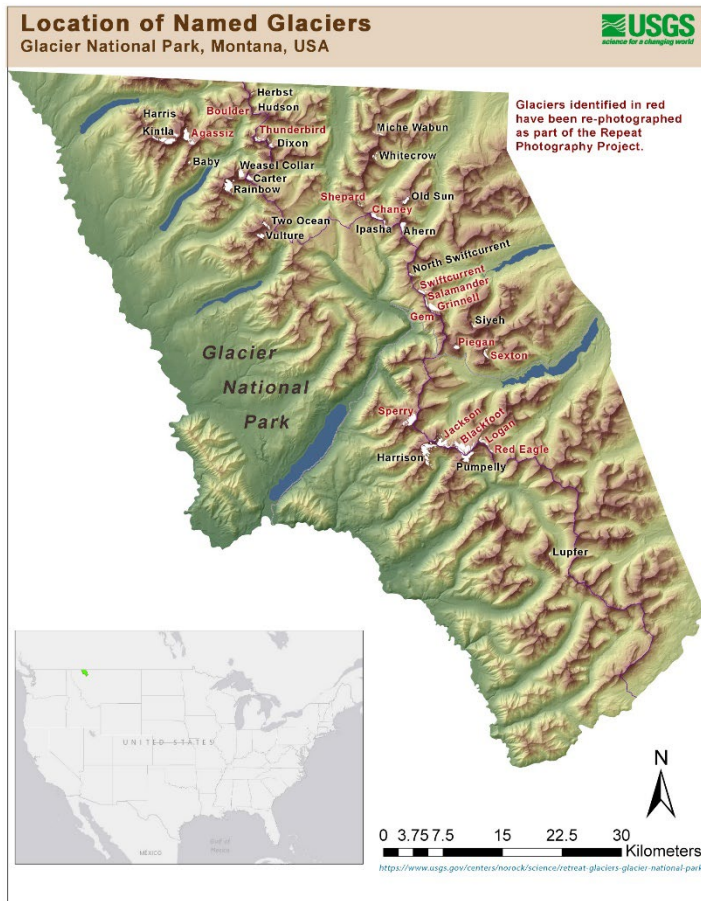 Location of Named Glaciers
Glacier National Park, Montana, USA
USGS
science for a changing world
Glaciers identified in red
have been re-photographed
as part of the Repeat
Photography Project.
Herbst
Hudson
Boulder
Harris
Kintla
Agassiz
Thunderbird
Dixon
Miche Wabun
Whitecrow
Baby
Weasel Collar
Carter
Rainbow
Shepard
Old Sun
Chaney
Two Ocean
Vulture
Ipasha
Ahern
North Swiftcurrent
Swiftcurrent
Salamander
Grinnell
Gem
Siyeh
Piegan
Sexton
Glacier
National
Park
Sperry
Jackson
Blackfoot
Logan
Red Eagle
Harrison
Pumpelly
Lupfer
UNITED STATES
MÉXICO
Gulf of
Mexico
N
0 3.75 7.5 15 22.5 30
Kilometers
https://www.usgs.gov/centers/norock/science/retreat-glaciers-glacier-national-park